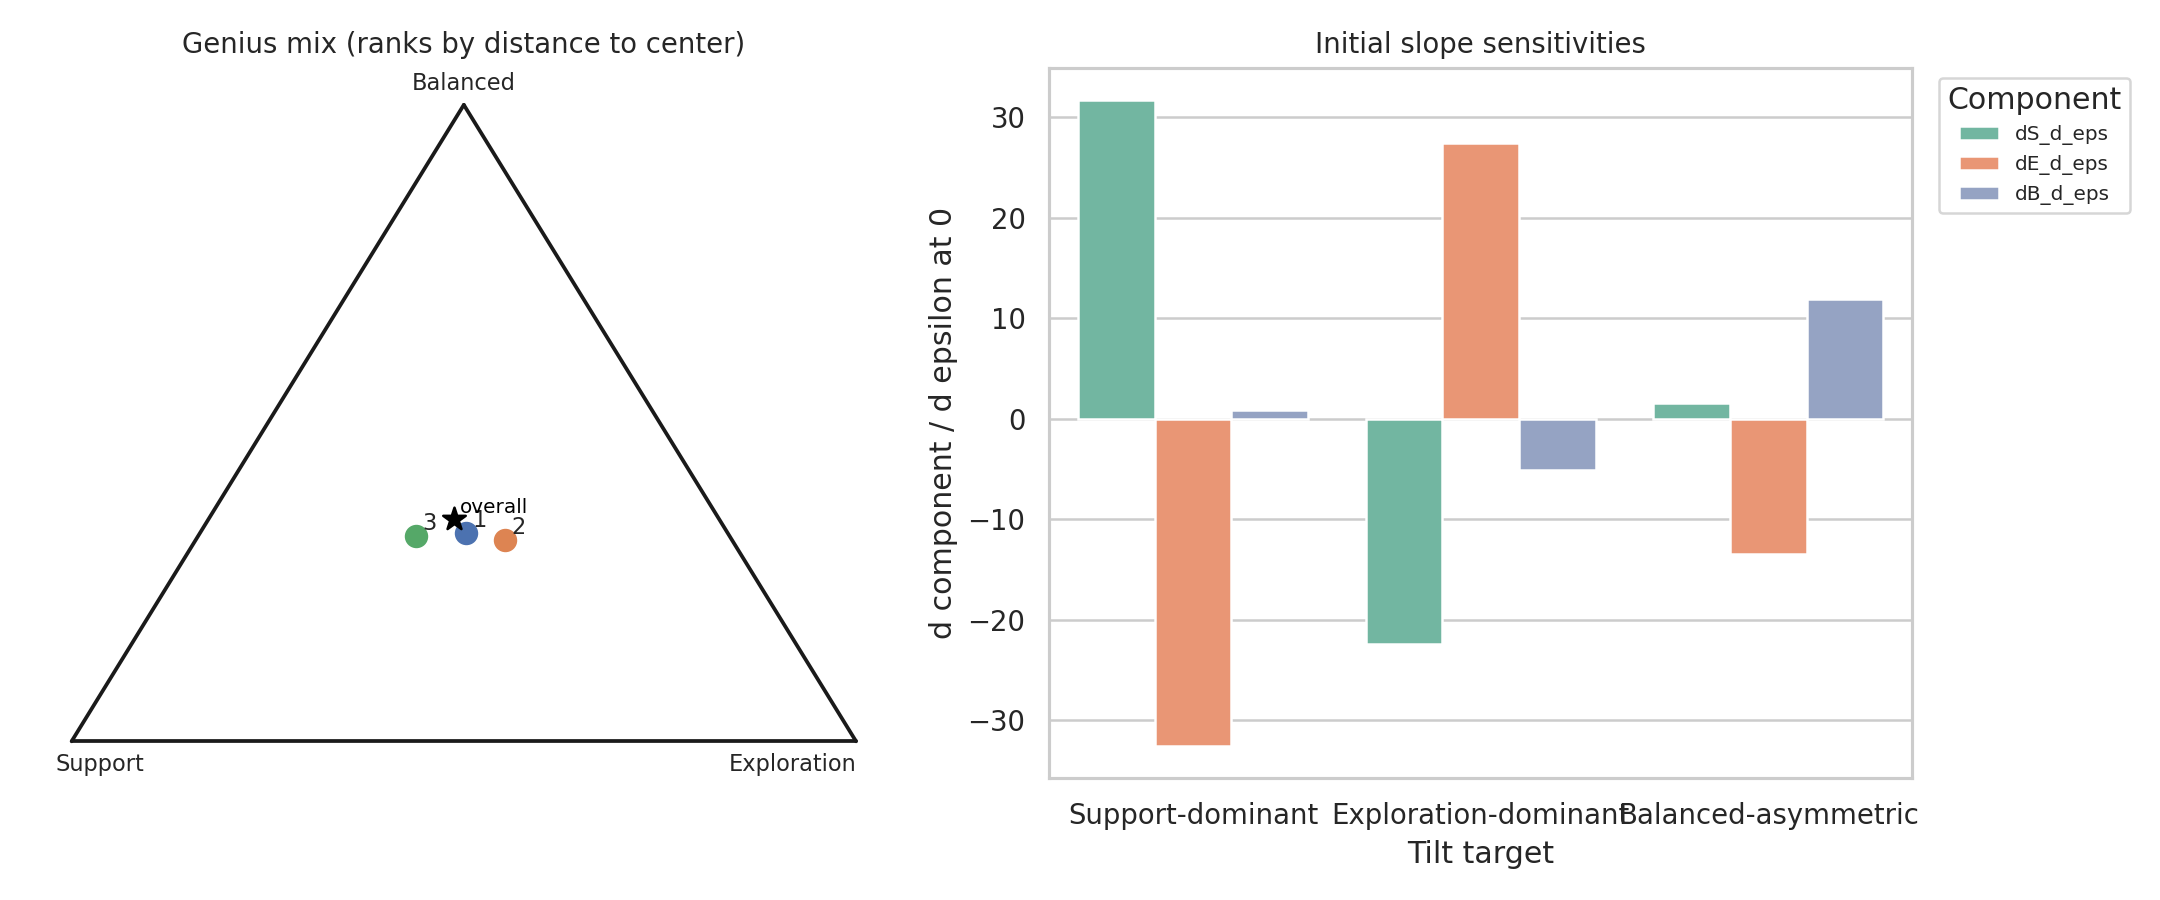 Genius mix (ranks by distance to center)
Balanced
overall
3
1
2
Support
Exploration
Initial slope sensitivities
30
20
10
0
−10
−20
−30
d component / d epsilon at 0
Support-dominant
Exploration-dominant
Balanced-asymmetric
Tilt target
Component
dS_d_eps
dE_d_eps
dB_d_eps